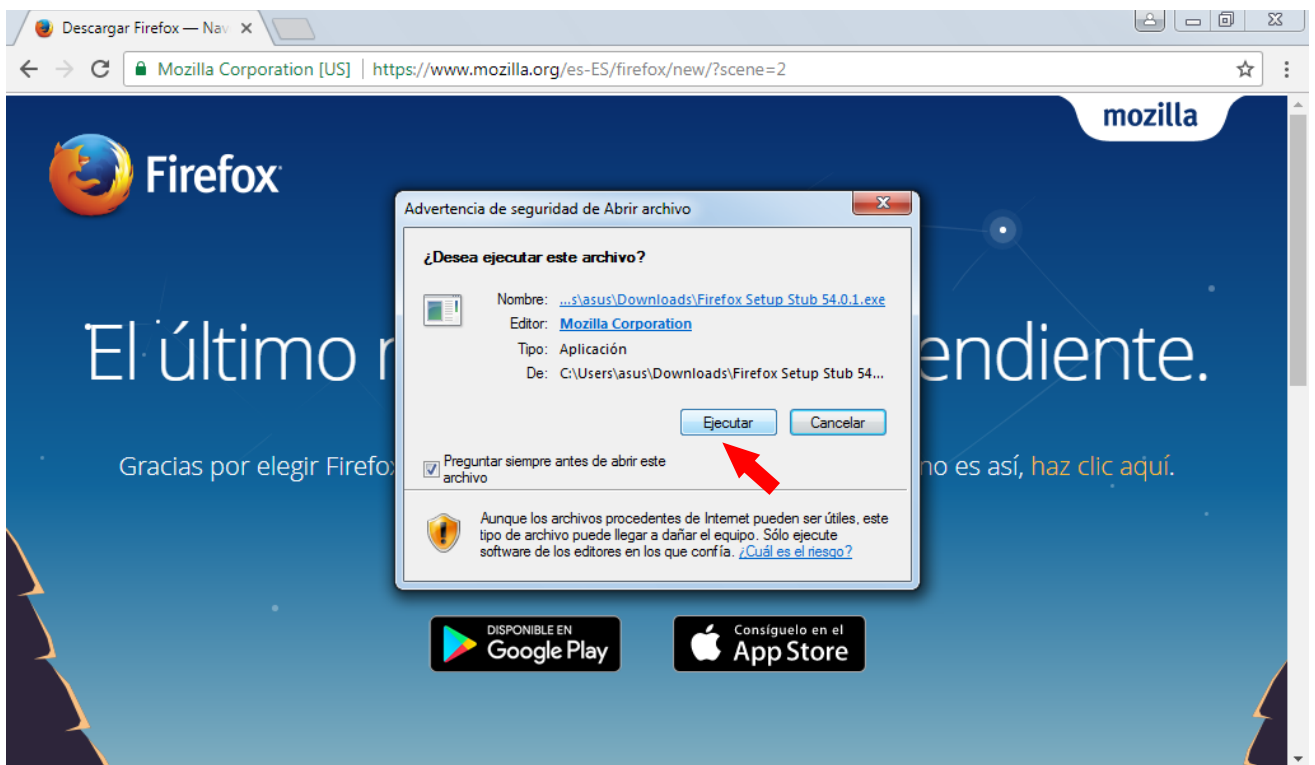 Descargar Firefox — Nav
Mozilla Corporation [US] | https://www.mozilla.org/es-ES/firefox/new/?scene=2
mozilla
Firefox
Advertencia de seguridad de Abrir archivo
¿Desea ejecutar este archivo?
Nombre: ...s\asus\Downloads\Firefox Setup Stub 54.0.1.exe
Editor: Mozilla Corporation
Tipo: Aplicación
De: C:\Users\asus\Downloads\Firefox Setup Stub 54...
El último endiente.
Ejecutar Cancelar
Gracias por elegir Firefo no es así, haz clic aquí.
Preguntar siempre antes de abrir este
archivo
Aunque los archivos procedentes de Internet pueden ser útiles, este
tipo de archivo puede llegar a dañar el equipo. Sólo ejecute
software de los editores en los que confía. ¿Cuál es el riesgo?
DISPONIBLE EN
Google Play
Consíguelo en el
App Store